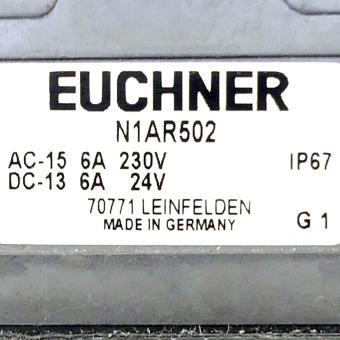 EUCHNER
N1AR502
AC-15 6A 230V IP67
DC-13 6A 24V
70771 LEINFELDEN
MADE IN GERMANY G 1